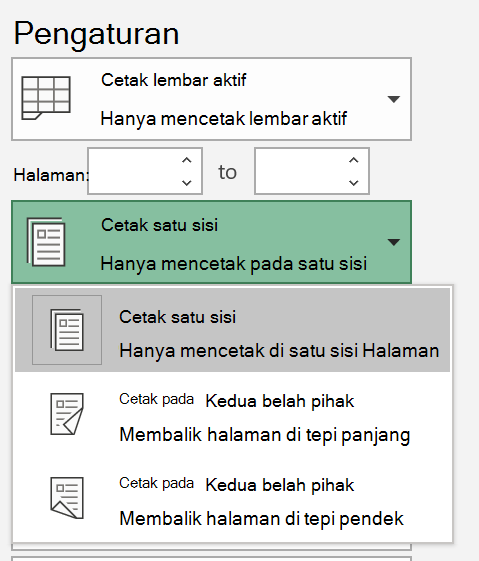 Pengaturan
Cetak lembar aktif
Hanya mencetak lembar aktif
Halaman: to
Cetak satu sisi
Hanya mencetak pada satu sisi
Cetak satu sisi
Hanya mencetak di satu sisi Halaman
Cetak pada Kedua belah pihak
Membalik halaman di tepi panjang
Cetak pada Kedua belah pihak
Membalik halaman di tepi pendek